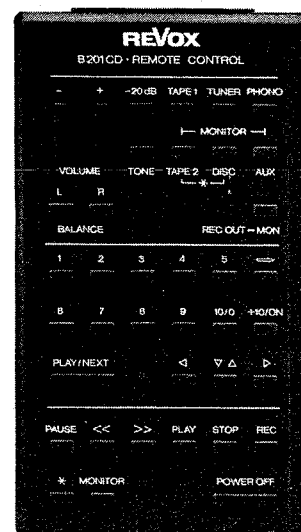 REVOX
B201CD · REMOTE CONTROL
- + -20dB TAPE1 TUNER PHONO
MONITOR
VOLUME TONE TAPE 2 DISC AUX
L R *
BALANCE REC OUT - MON
1 2 3 4 5
6 7 8 9 10/0 +10/ON
PLAY/NEXT ◁ ▽ △ ▷
PAUSE << >> PLAY STOP REC
* MONITOR POWER OFF